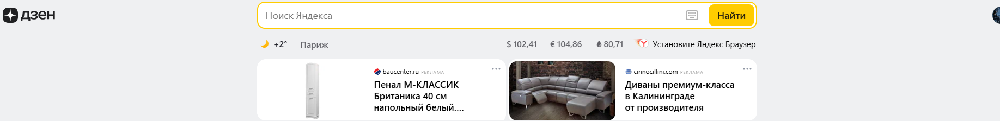 дзен
Поиск Яндекса
Найти
+2° Париж
$ 102,41 € 104,86 80,71 Установите Яндекс Браузер
baucenter.ru РЕКЛАМА
Пенал М-КЛАССИК
Британика 40 см
напольный белый....
cinnocillini.com РЕКЛАМА
Диваны премиум-класса
в Калининграде
от производителя